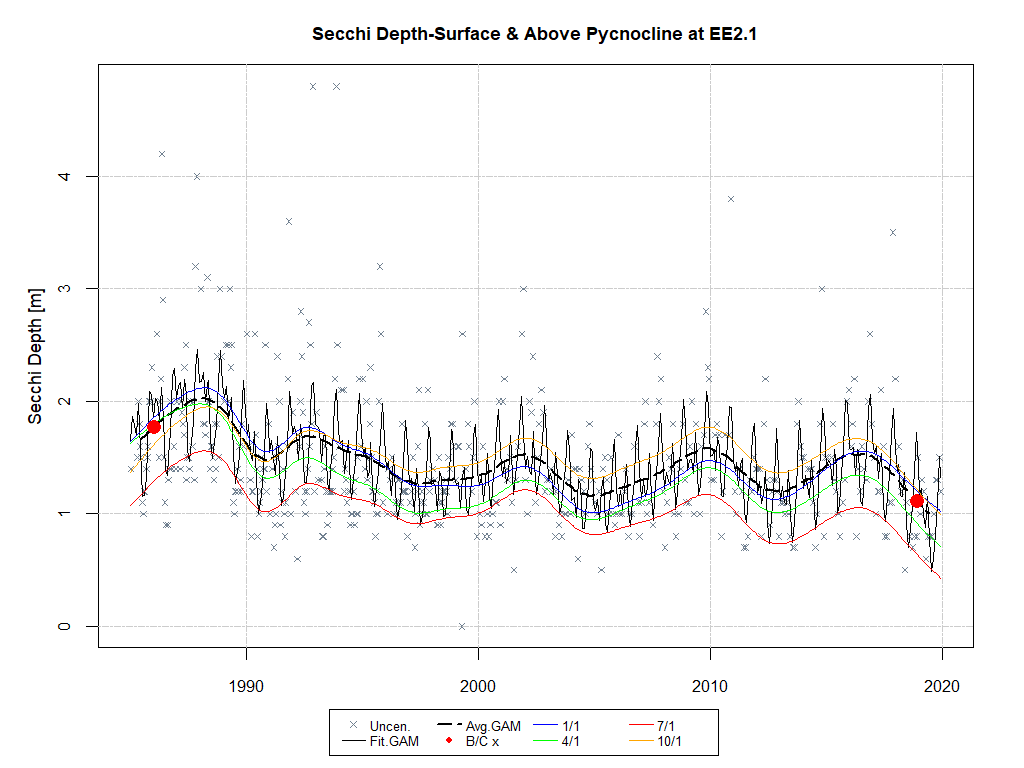 Secchi Depth-Surface & Above Pycnocline at EE2.1
Secchi Depth [m]
4
3
2
1
0
1990 2000 2010 2020
Uncen. Avg.GAM 1/1 7/1
Fit.GAM B/C x 4/1 10/1